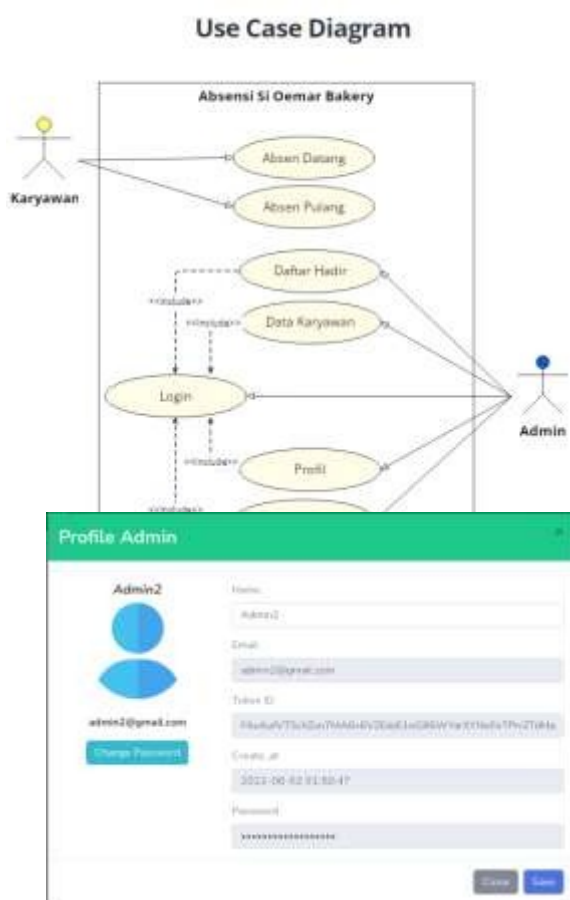 Use Case Diagram
Absensi Si Oemar Bakery
Karyawan
Absen Datang
Absen Pulang
Daftar Hadir
<<include>>
<<include>>
Data Karyawan
Login
Admin
<<include>>
Profil
<<include>>
Profile Admin
Admin2
Name
Admin2
Email
admin2@gmail.com
admin2@gmail.com
Token ID
Change Password
Create_at
Password
Close
Save